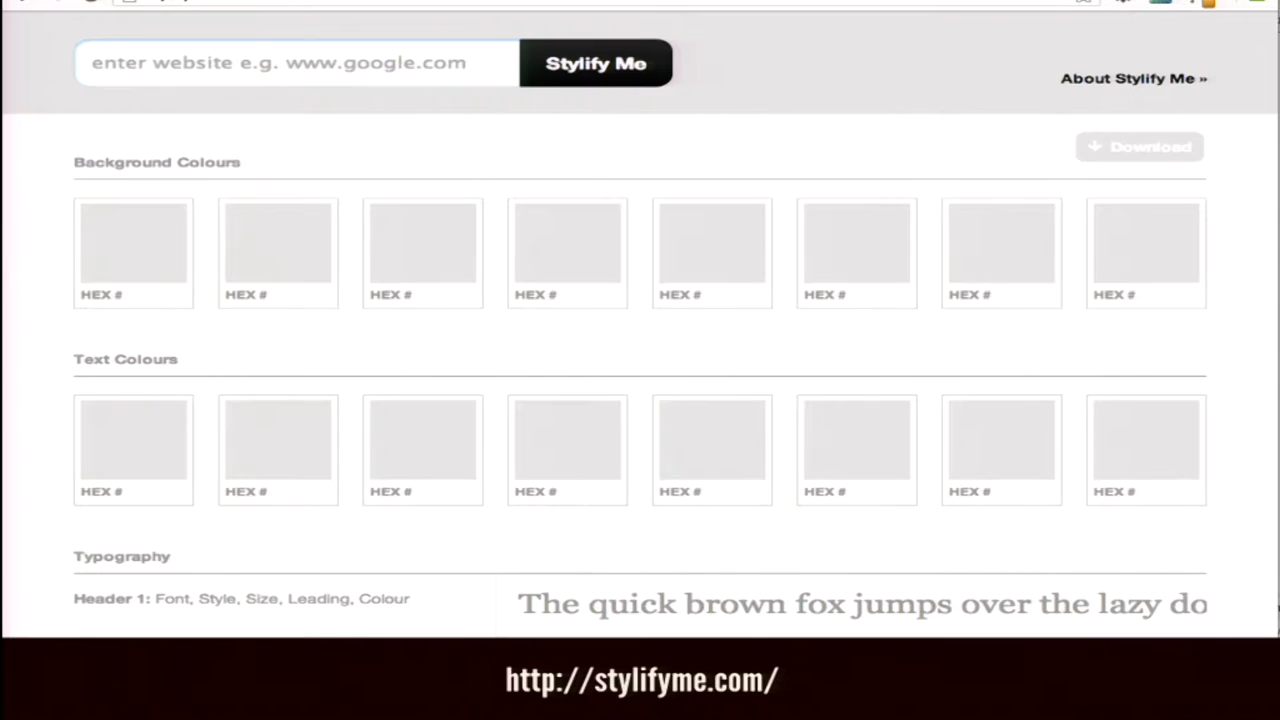 enter website e.g. www.google.com
Stylify Me
About Stylify Me »
Download
Background Colours
HEX # HEX # HEX # HEX # HEX # HEX # HEX # HEX #
Text Colours
HEX # HEX # HEX # HEX # HEX # HEX # HEX # HEX #
Typography
Header 1: Font, Style, Size, Leading, Colour
The quick brown fox jumps over the lazy do
http://stylifyme.com/